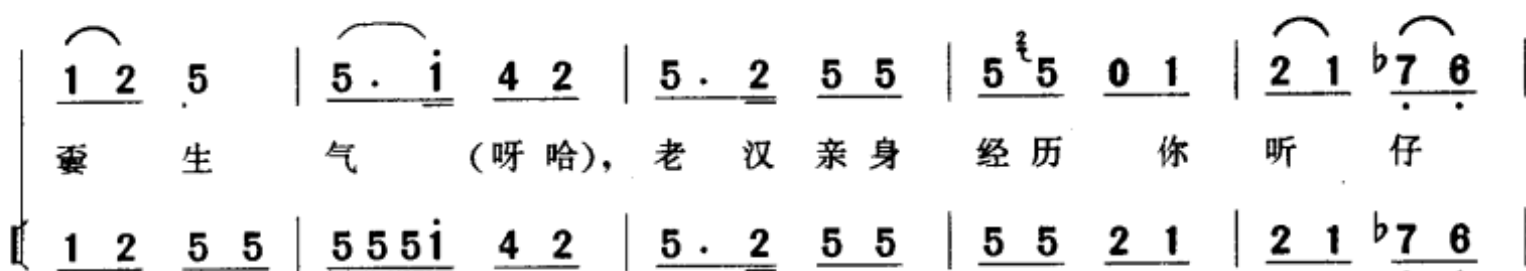 1 2 5 | 5 . i̇ 4 2 | 5 . 2 5 5 | 5 ²5 0 1 | 2 1 ♭7̣ 6̣ |
嫑 生 气 (呀 哈), 老 汉 亲 身 经 历 你 听 仔
1 2 5 5 | 5 5 5 i̇ 4 2 | 5 . 2 5 5 | 5 5 2 1 | 2 1 ♭7 6 |